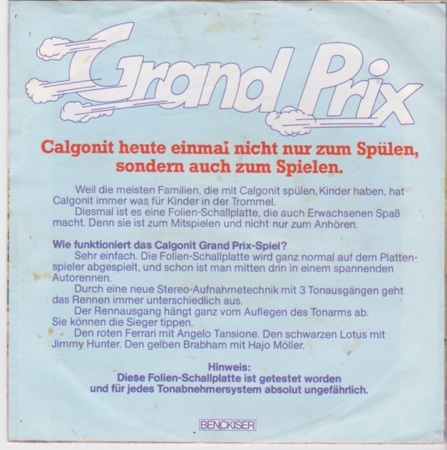 Grand Prix
Calgonit heute einmal nicht nur zum Spülen,
sondern auch zum Spielen.
Weil die meisten Familien, die mit Calgonit spülen, Kinder haben, hat
Calgonit immer was für Kinder in der Trommel.
Diesmal ist es eine Folien-Schallplatte, die auch Erwachsenen Spaß
macht. Denn sie ist zum Mitspielen und nicht nur zum Anhören.
Wie funktioniert das Calgonit Grand Prix-Spiel?
Sehr einfach. Die Folien-Schallplatte wird ganz normal auf dem Platten-
spieler abgespielt, und schon ist man mitten drin in einem spannenden
Autorennen.
Durch eine neue Stereo-Aufnahmetechnik mit 3 Tonausgängen geht
das Rennen immer unterschiedlich aus.
Der Rennausgang hängt ganz vom Auflegen des Tonarms ab.
Sie können die Sieger tippen.
Den roten Ferrari mit Angelo Tansione. Den schwarzen Lotus mit
Jimmy Hunter. Den gelben Brabham mit Hajo Möller.
Hinweis:
Diese Folien-Schallplatte ist getestet worden
und für jedes Tonabnehmersystem absolut ungefährlich.
BENCKISER